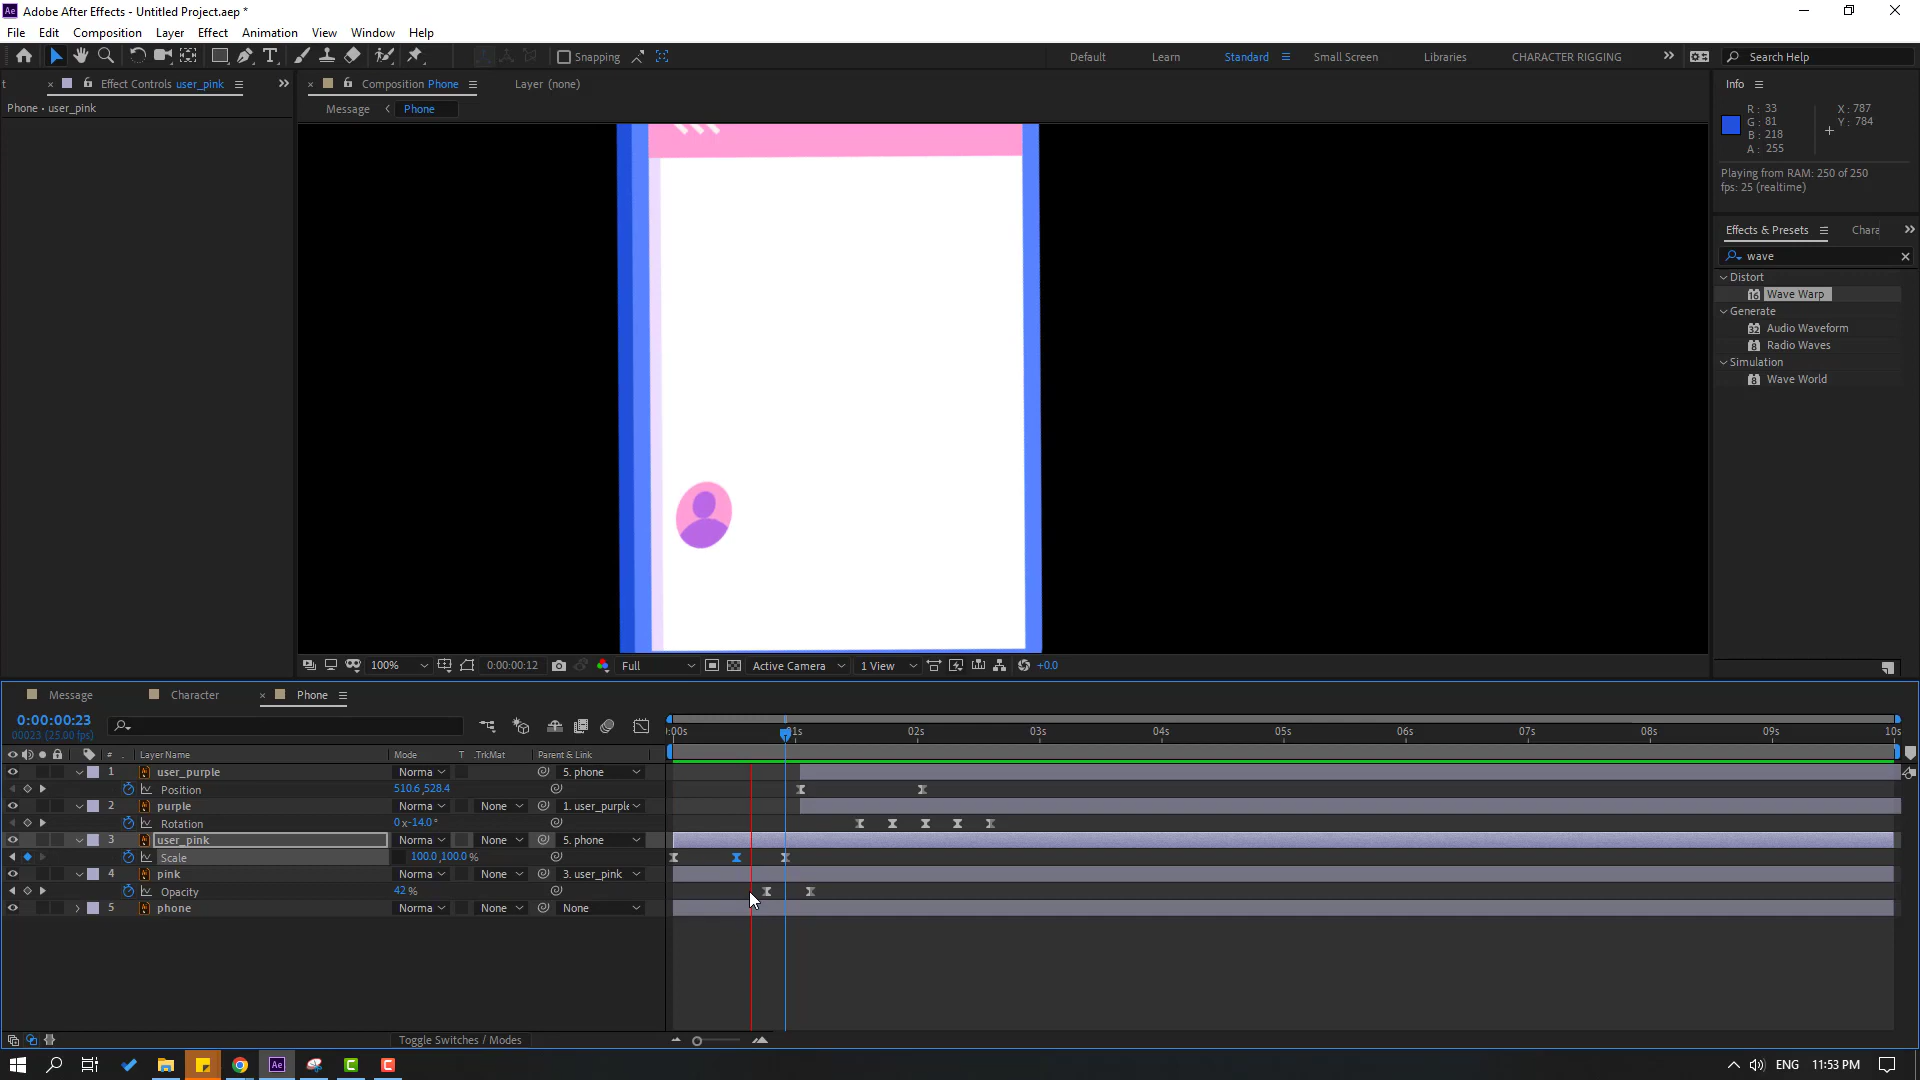 Adobe After Effects - Untitled Project.aep *
File Edit Composition Layer Effect Animation View Window Help
Snapping
Default Learn Standard Small Screen Libraries CHARACTER RIGGING Search Help
Effect Controls user_pink
Phone • user_pink
Composition Phone
Layer (none)
Message Phone
Info
R: 33
G: 81
B: 218
A: 255
X: 787
Y: 784
Playing from RAM: 250 of 250
fps: 25 (realtime)
Effects & Presets
Chara
wave
Distort
Wave Warp
Generate
Audio Waveform
Radio Waves
Simulation
Wave World
100% 0:00:00:12 Full Active Camera 1 View +0.0
Message Character Phone
0:00:00:23
00023 (25.00 fps)
:00s 01s 02s 03s 04s 05s 06s 07s 08s 09s 10s
# . Layer Name Mode T .TrkMat Parent & Link
1 user_purple Norma 5. phone
Position 510.6,528.4
2 purple Norma None 1. user_purple
Rotation 0x-14.0°
3 user_pink Norma None 5. phone
Scale 100.0,100.0 %
4 pink Norma None 3. user_pink
Opacity 42 %
5 phone Norma None None
Toggle Switches / Modes
ENG 11:53 PM